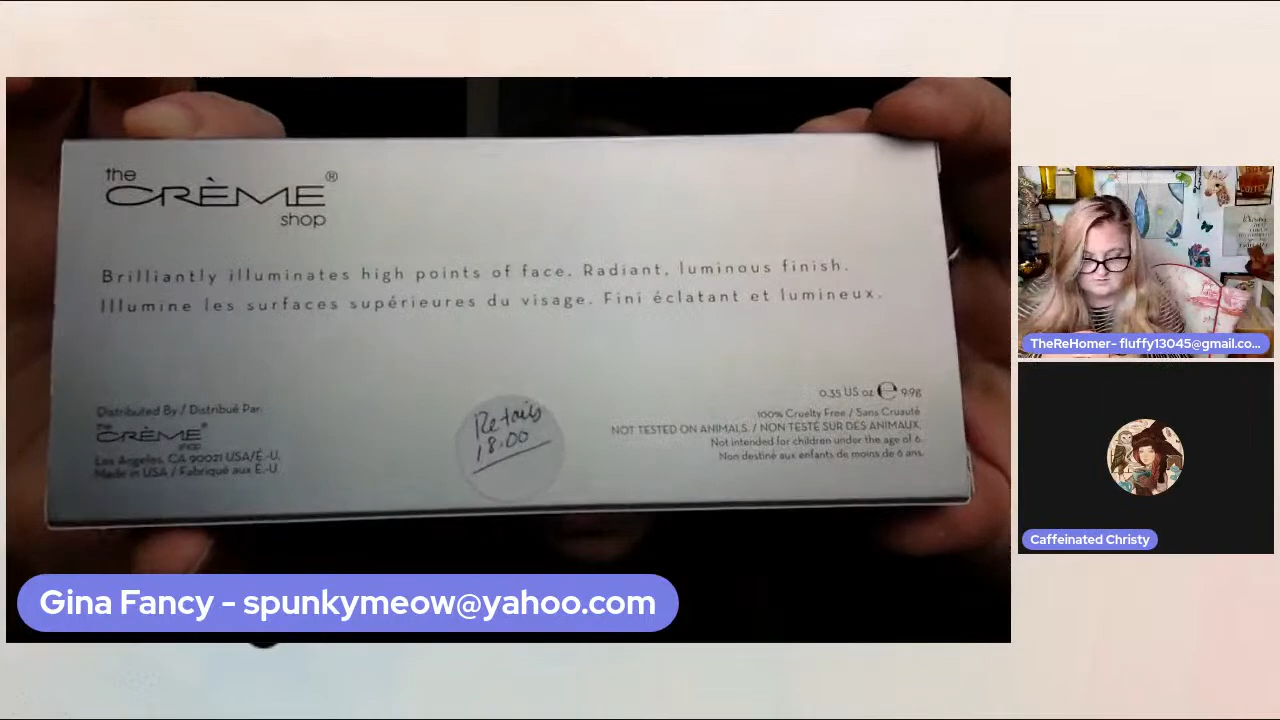 the
CRÈME®
shop
Brilliantly illuminates high points of face. Radiant, luminous finish.
Illumine les surfaces supérieures du visage. Fini éclatant et lumineux.
Distributed By / Distribué Par:
the
CRÈME®
shop
Los Angeles, CA 90021 USA/É.-U.
Made in USA / Fabriqué aux É.-U.
Retails
18.00
0.35 US oz ℮ 9.9g
100% Cruelty Free / Sans Cruauté
NOT TESTED ON ANIMALS. / NON TESTÉ SUR DES ANIMAUX.
Not intended for children under the age of 6.
Non destiné aux enfants de moins de 6 ans.
Gina Fancy - spunkymeow@yahoo.com
TheReHomer- fluffy13045@gmail.co...
Caffeinated Christy